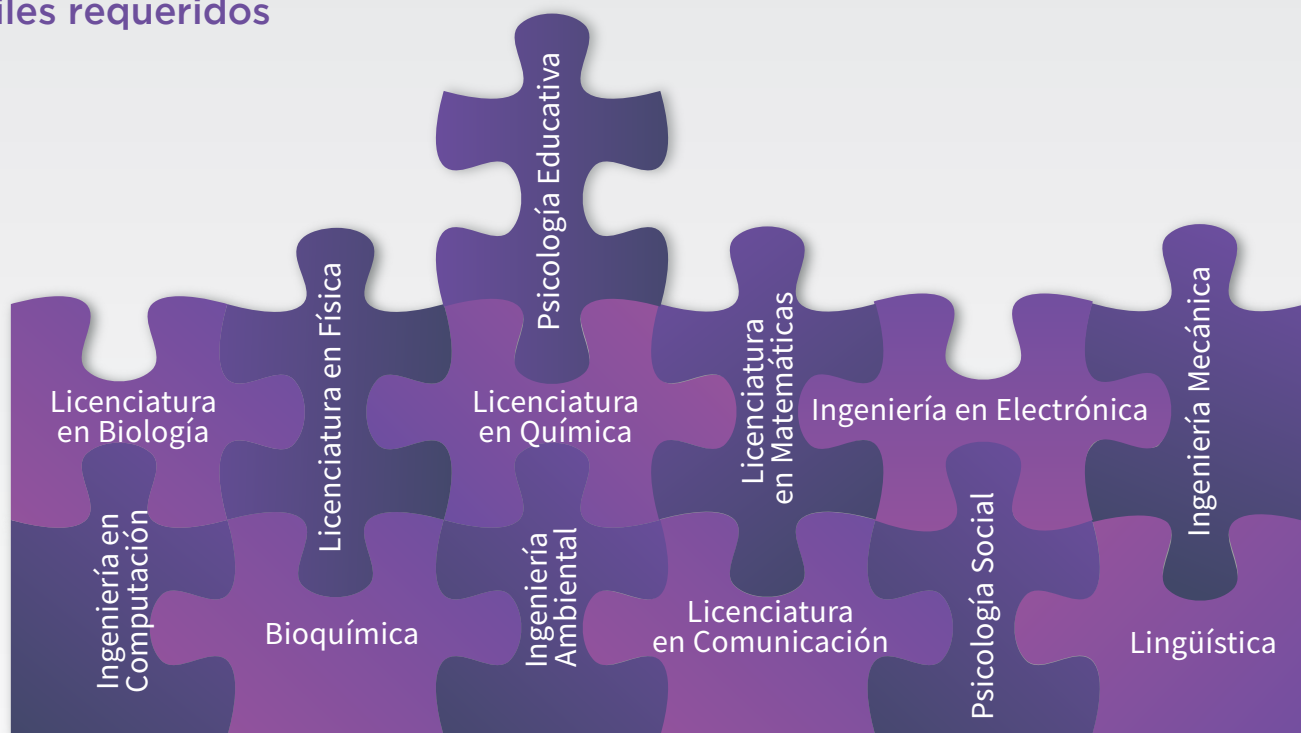 requeridos
Psicología Educativa
Licenciatura
en Biología
Licenciatura en Física
Licenciatura
en Química
Licenciatura
en Matemáticas
Ingeniería en Electrónica
Ingeniería Mecánica
Ingeniería en
Computación
Bioquímica
Ingeniería
Ambiental
Licenciatura
en Comunicación
Psicología Social
Lingüística